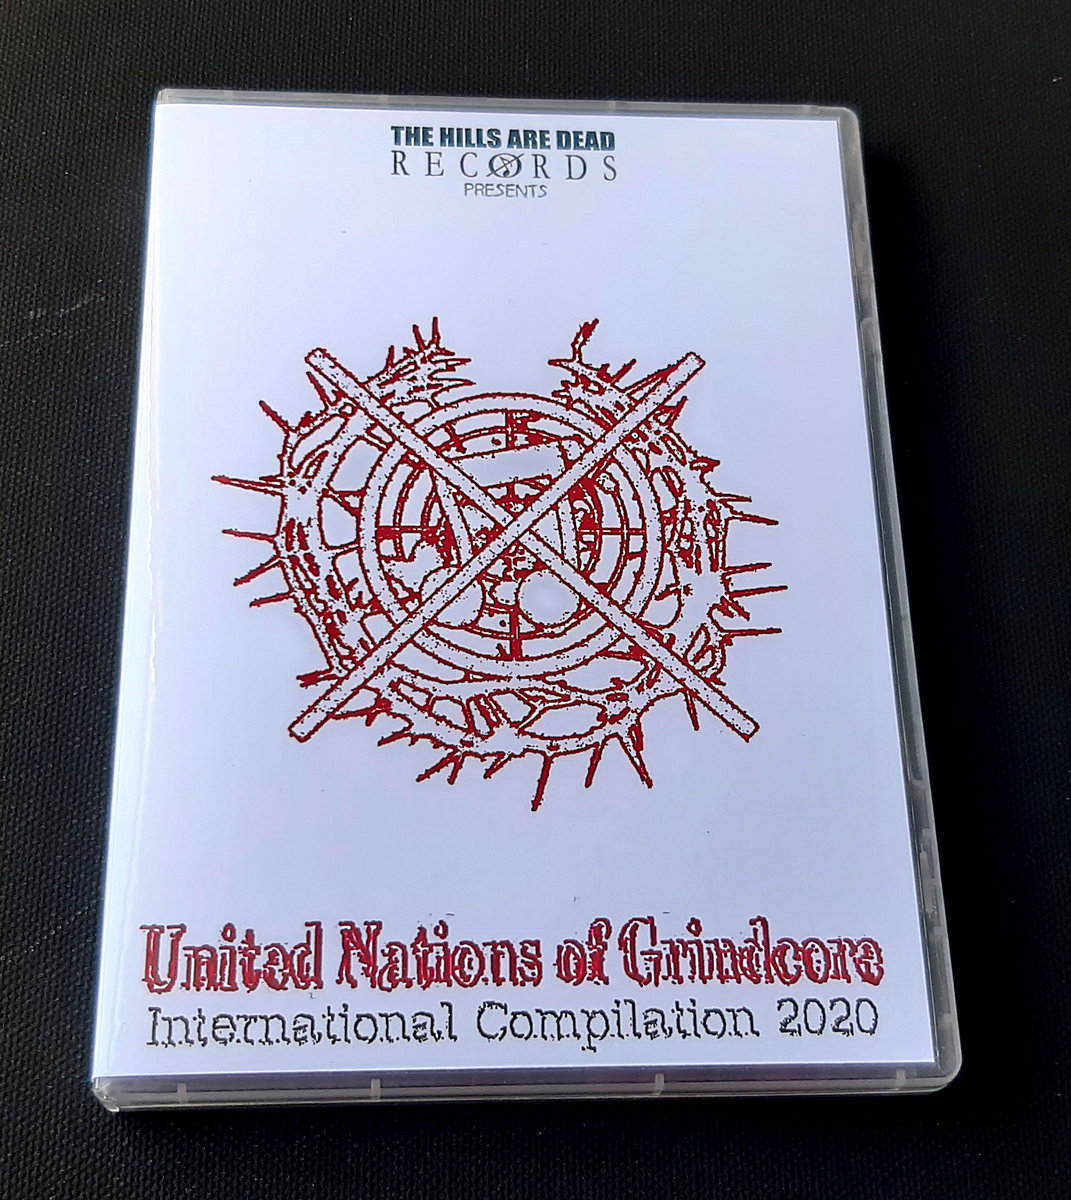 THE HILLS ARE DEAD
RECORDS
PRESENTS
United Nations of Grindcore
International Compilation 2020